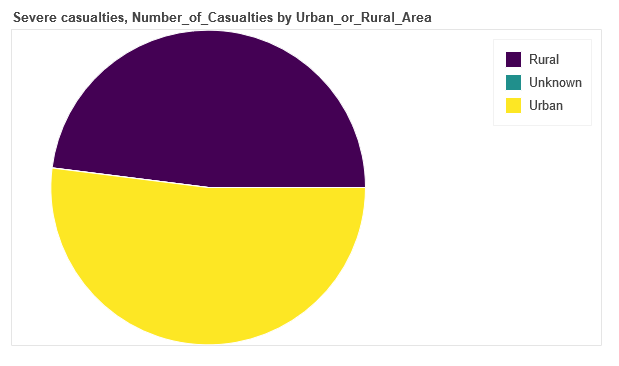 Severe casualties, Number_of_Casualties by Urban_or_Rural_Area
Rural
Unknown
Urban